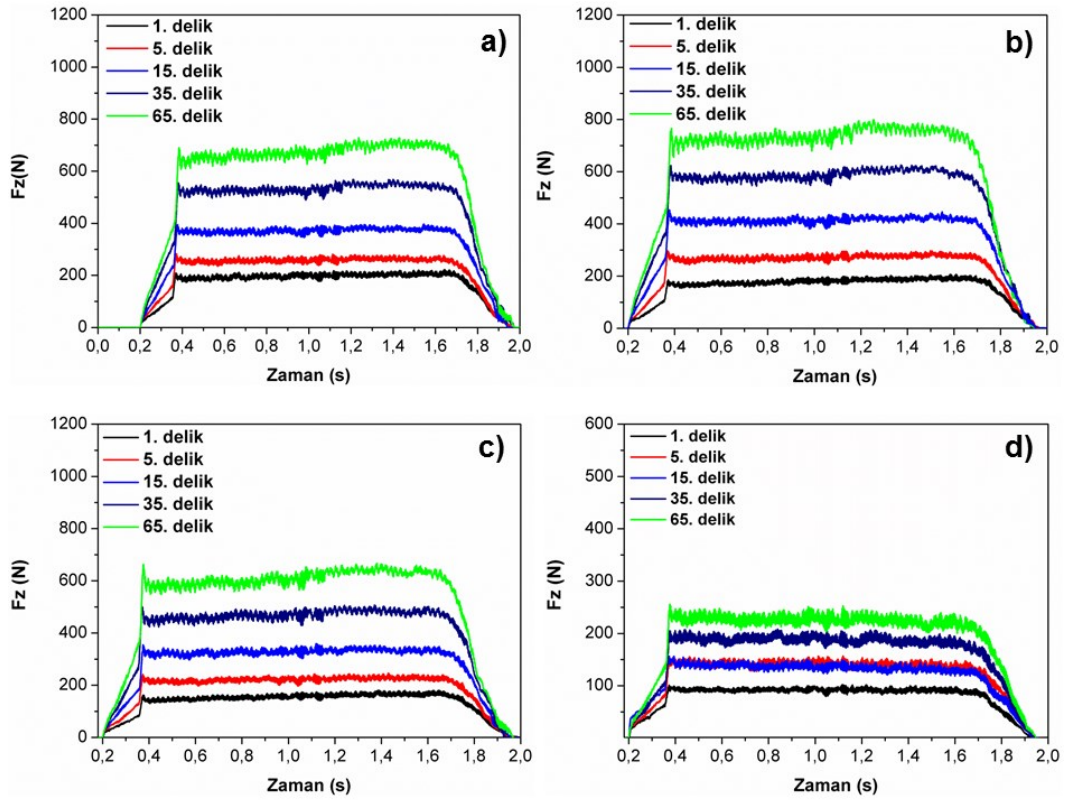 a)
1. delik
5. delik
15. delik
35. delik
65. delik
1200
1000
800
600
400
200
0
Fz(N)
0,0 0,2 0,4 0,6 0,8 1,0 1,2 1,4 1,6 1,8 2,0
Zaman (s)
b)
1. delik
5. delik
15. delik
35. delik
65. delik
1200
1000
800
600
400
200
0
Fz (N)
0,2 0,4 0,6 0,8 1,0 1,2 1,4 1,6 1,8 2,0
Zaman (s)
c)
1. delik
5. delik
15. delik
35. delik
65. delik
1200
1000
800
600
400
200
0
Fz (N)
0,2 0,4 0,6 0,8 1,0 1,2 1,4 1,6 1,8 2,0
Zaman (s)
d)
1. delik
5. delik
15. delik
35. delik
65. delik
600
500
400
300
200
100
0
Fz (N)
0,2 0,4 0,6 0,8 1,0 1,2 1,4 1,6 1,8 2,0
Zaman (s)